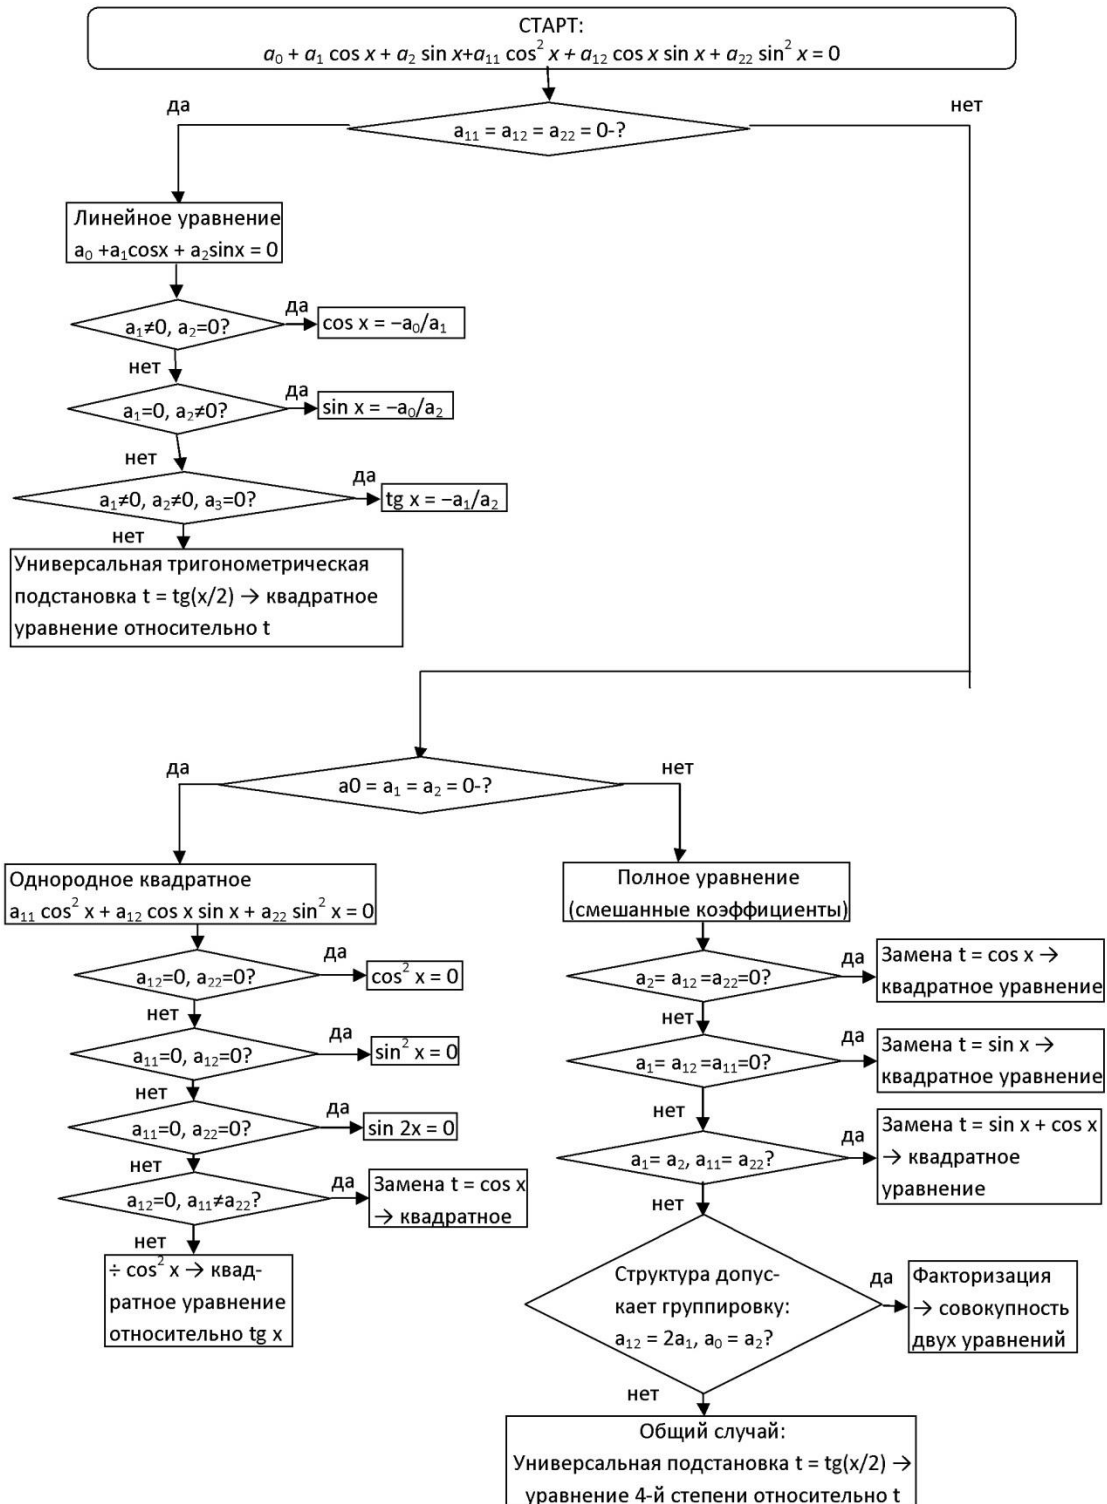 СТАРТ:
a₀ + a₁ cos x + a₂ sin x+a₁₁ cos² x + a₁₂ cos x sin x + a₂₂ sin² x = 0
да
нет
a₁₁ = a₁₂ = a₂₂ = 0-?
Линейное уравнение
a₀ +a₁cosx + a₂sinx = 0
a₁≠0, a₂=0?
да
cos x = −a₀/a₁
нет
a₁=0, a₂≠0?
да
sin x = −a₀/a₂
нет
a₁≠0, a₂≠0, a₃=0?
да
tg x = −a₁/a₂
нет
Универсальная тригонометрическая
подстановка t = tg(x/2) → квадратное
уравнение относительно t
да
нет
a0 = a₁ = a₂ = 0-?
Однородное квадратное
a₁₁ cos² x + a₁₂ cos x sin x + a₂₂ sin² x = 0
a₁₂=0, a₂₂=0?
да
cos² x = 0
нет
a₁₁=0, a₁₂=0?
да
sin² x = 0
нет
a₁₁=0, a₂₂=0?
да
sin 2x = 0
нет
a₁₂=0, a₁₁≠a₂₂?
да
Замена t = cos x
→ квадратное
нет
÷ cos² x → квад-
ратное уравнение
относительно tg x
Полное уравнение
(смешанные коэффициенты)
a₂= a₁₂ =a₂₂=0?
да
Замена t = cos x →
квадратное уравнение
нет
a₁= a₁₂ =a₁₁=0?
да
Замена t = sin x →
квадратное уравнение
нет
a₁= a₂, a₁₁= a₂₂?
да
Замена t = sin x + cos x
→ квадратное
уравнение
нет
Структура допус-
кает группировку:
a₁₂ = 2a₁, a₀ = a₂?
да
Факторизация
→ совокупность
двух уравнений
нет
Общий случай:
Универсальная подстановка t = tg(x/2) →
уравнение 4-й степени относительно t